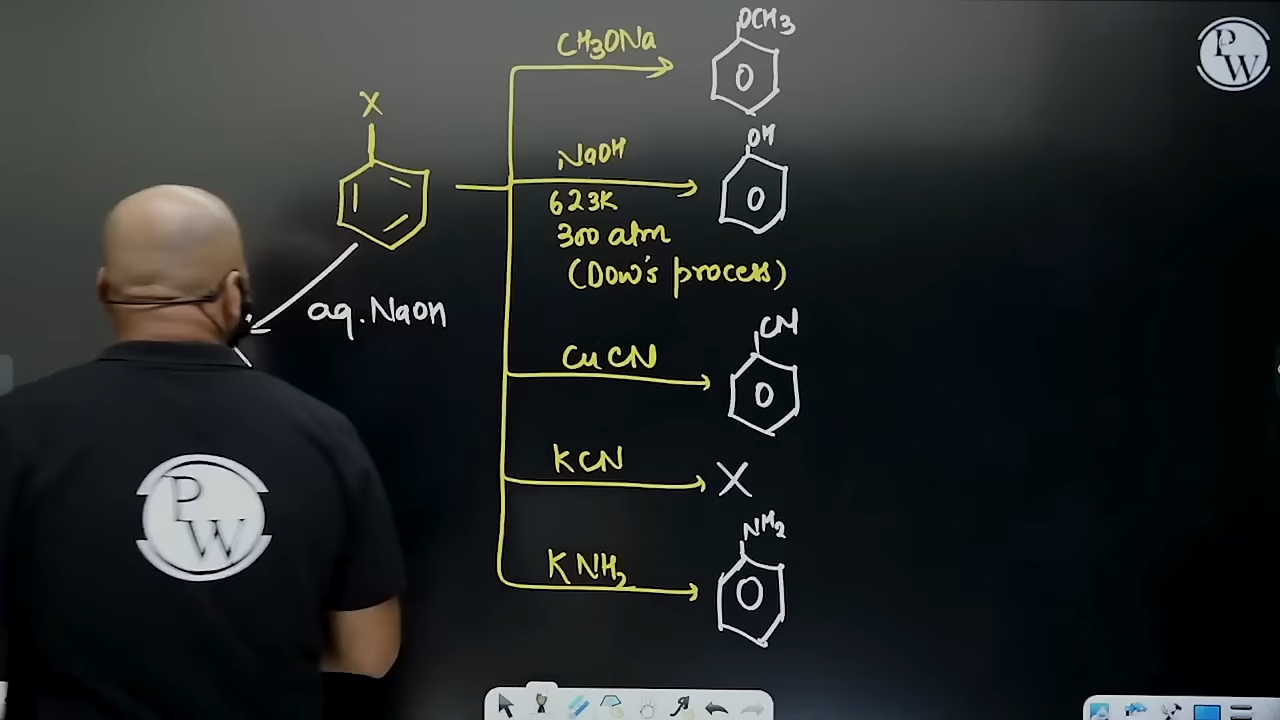 CH3ONa
OCH3
X
NaOH
OH
623K
300 atm
(Dow's process)
aq. NaOH
CuCN
CN
KCN
X
KNH2
NH2
PW
PW